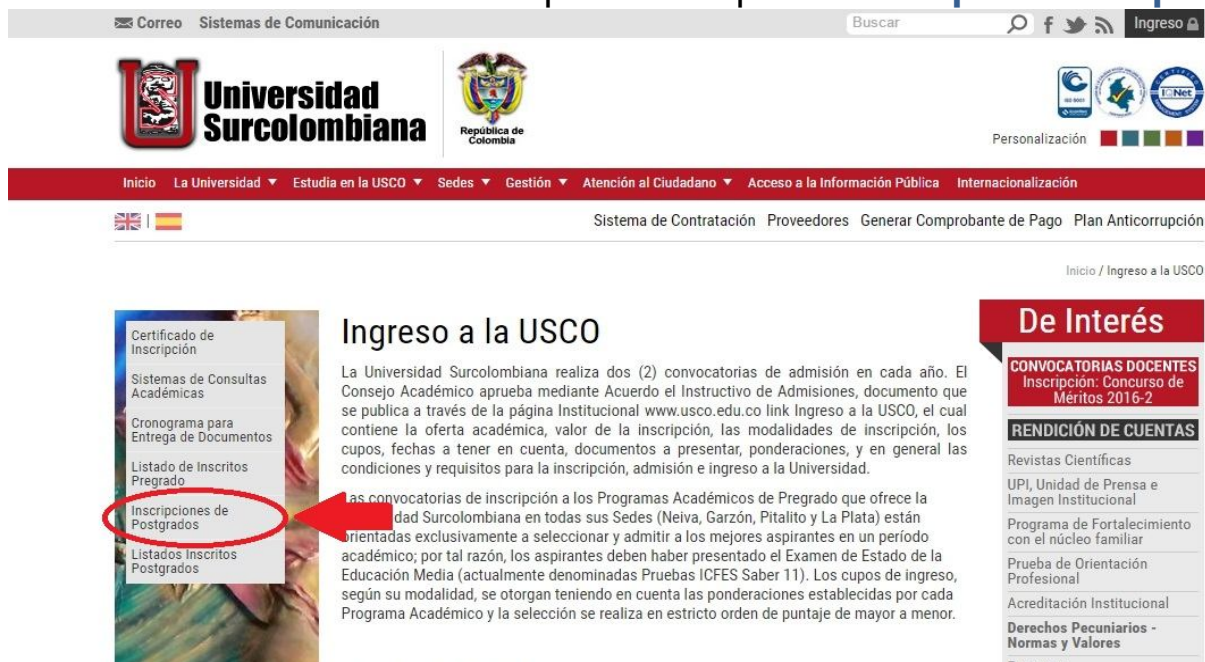 Correo Sistemas de Comunicación
Buscar
Ingreso
Universidad
Surcolombiana
República de
Colombia
ISO 9001
IQNet
Personalización
Inicio La Universidad Estudia en la USCO Sedes Gestión Atención al Ciudadano Acceso a la Información Pública Internacionalización
Sistema de Contratación Proveedores Generar Comprobante de Pago Plan Anticorrupción
Inicio / Ingreso a la USCO
Certificado de
Inscripción
Sistemas de Consultas
Académicas
Cronograma para
Entrega de Documentos
Listado de Inscritos
Pregrado
Inscripciones de
Postgrados
Listados Inscritos
Postgrados
Ingreso a la USCO
La Universidad Surcolombiana realiza dos (2) convocatorias de admisión en cada año. El
Consejo Académico aprueba mediante Acuerdo el Instructivo de Admisiones, documento que
se publica a través de la página Institucional www.usco.edu.co link Ingreso a la USCO, el cual
contiene la oferta académica, valor de la inscripción, las modalidades de inscripción, los
cupos, fechas a tener en cuenta, documentos a presentar, ponderaciones, y en general las
condiciones y requisitos para la inscripción, admisión e ingreso a la Universidad.
Las convocatorias de inscripción a los Programas Académicos de Pregrado que ofrece la
dad Surcolombiana en todas sus Sedes (Neiva, Garzón, Pitalito y La Plata) están
orientadas exclusivamente a seleccionar y admitir a los mejores aspirantes en un período
académico; por tal razón, los aspirantes deben haber presentado el Examen de Estado de la
Educación Media (actualmente denominadas Pruebas ICFES Saber 11). Los cupos de ingreso,
según su modalidad, se otorgan teniendo en cuenta las ponderaciones establecidas por cada
Programa Académico y la selección se realiza en estricto orden de puntaje de mayor a menor.
De Interés
CONVOCATORIAS DOCENTES
Inscripción: Concurso de
Méritos 2016-2
RENDICIÓN DE CUENTAS
Revistas Científicas
UPI, Unidad de Prensa e
Imagen Institucional
Programa de Fortalecimiento
con el núcleo familiar
Prueba de Orientación
Profesional
Acreditación Institucional
Derechos Pecuniarios -
Normas y Valores